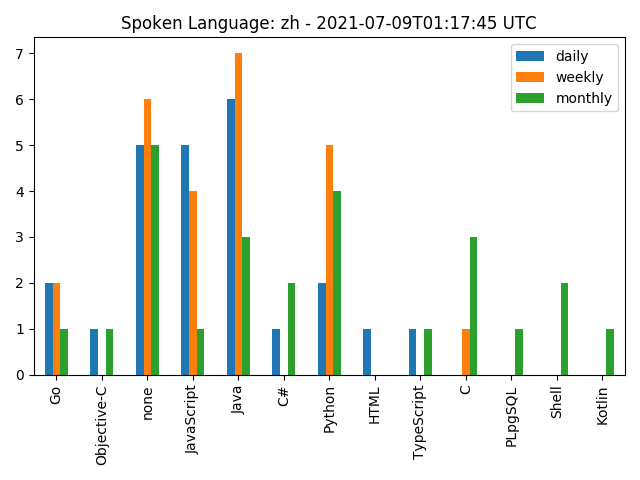 Spoken Language: zh - 2021-07-09T01:17:45 UTC
daily
weekly
monthly
7
6
5
4
3
2
1
0
Go
Objective-C
none
JavaScript
Java
C#
Python
HTML
TypeScript
C
PLpgSQL
Shell
Kotlin